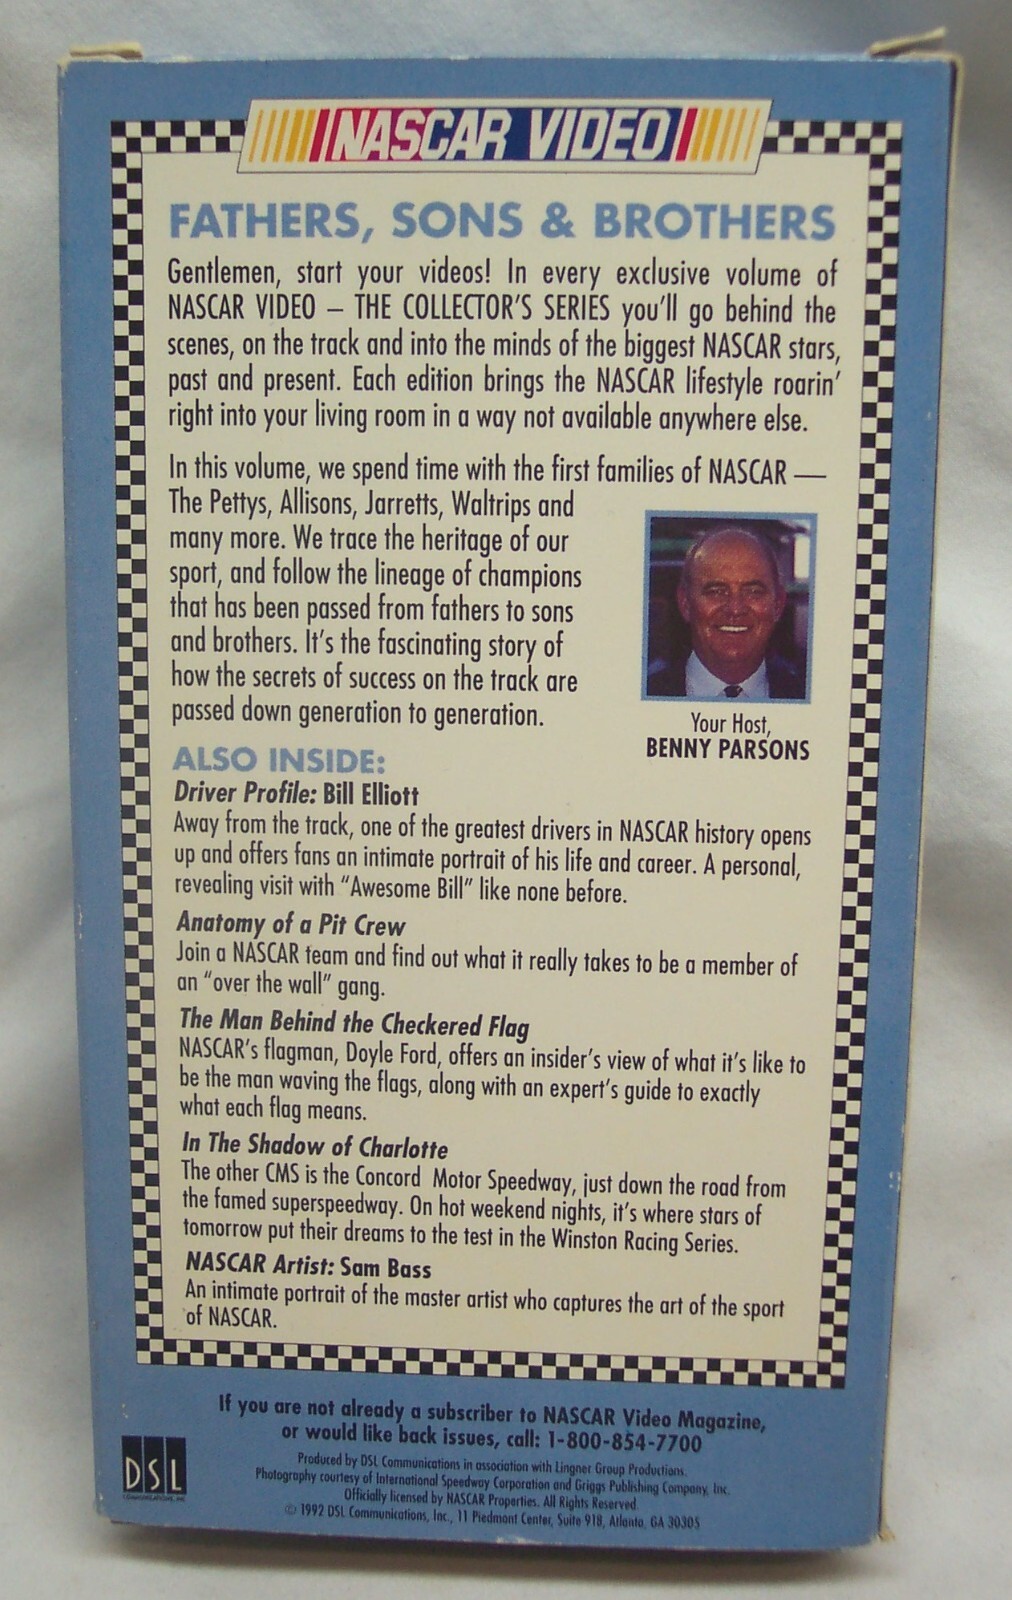 NASCAR VIDEO
FATHERS, SONS & BROTHERS
Gentlemen, start your videos! In every exclusive volume of
NASCAR VIDEO – THE COLLECTOR'S SERIES you'll go behind the
scenes, on the track and into the minds of the biggest NASCAR stars,
past and present. Each edition brings the NASCAR lifestyle roarin'
right into your living room in a way not available anywhere else.
In this volume, we spend time with the first families of NASCAR —
The Pettys, Allisons, Jarretts, Waltrips and
many more. We trace the heritage of our
sport, and follow the lineage of champions
that has been passed from fathers to sons
and brothers. It's the fascinating story of
how the secrets of success on the track are
passed down generation to generation.
Your Host,
BENNY PARSONS
ALSO INSIDE:
Driver Profile: Bill Elliott
Away from the track, one of the greatest drivers in NASCAR history opens
up and offers fans an intimate portrait of his life and career. A personal,
revealing visit with "Awesome Bill" like none before.
Anatomy of a Pit Crew
Join a NASCAR team and find out what it really takes to be a member of
an "over the wall" gang.
The Man Behind the Checkered Flag
NASCAR's flagman, Doyle Ford, offers an insider's view of what it's like to
be the man waving the flags, along with an expert's guide to exactly
what each flag means.
In The Shadow of Charlotte
The other CMS is the Concord Motor Speedway, just down the road from
the famed superspeedway. On hot weekend nights, it's where stars of
tomorrow put their dreams to the test in the Winston Racing Series.
NASCAR Artist: Sam Bass
An intimate portrait of the master artist who captures the art of the sport
of NASCAR.
If you are not already a subscriber to NASCAR Video Magazine,
or would like back issues, call: 1-800-854-7700
Produced by DSL Communications in association with Lingner Group Productions.
Photography courtesy of International Speedway Corporation and Griggs Publishing Company, Inc.
Officially licensed by NASCAR Properties. All Rights Reserved.
© 1992 DSL Communications, Inc., 11 Piedmont Center, Suite 918, Atlanta, GA 30305
DSL
COMMUNICATIONS, INC.